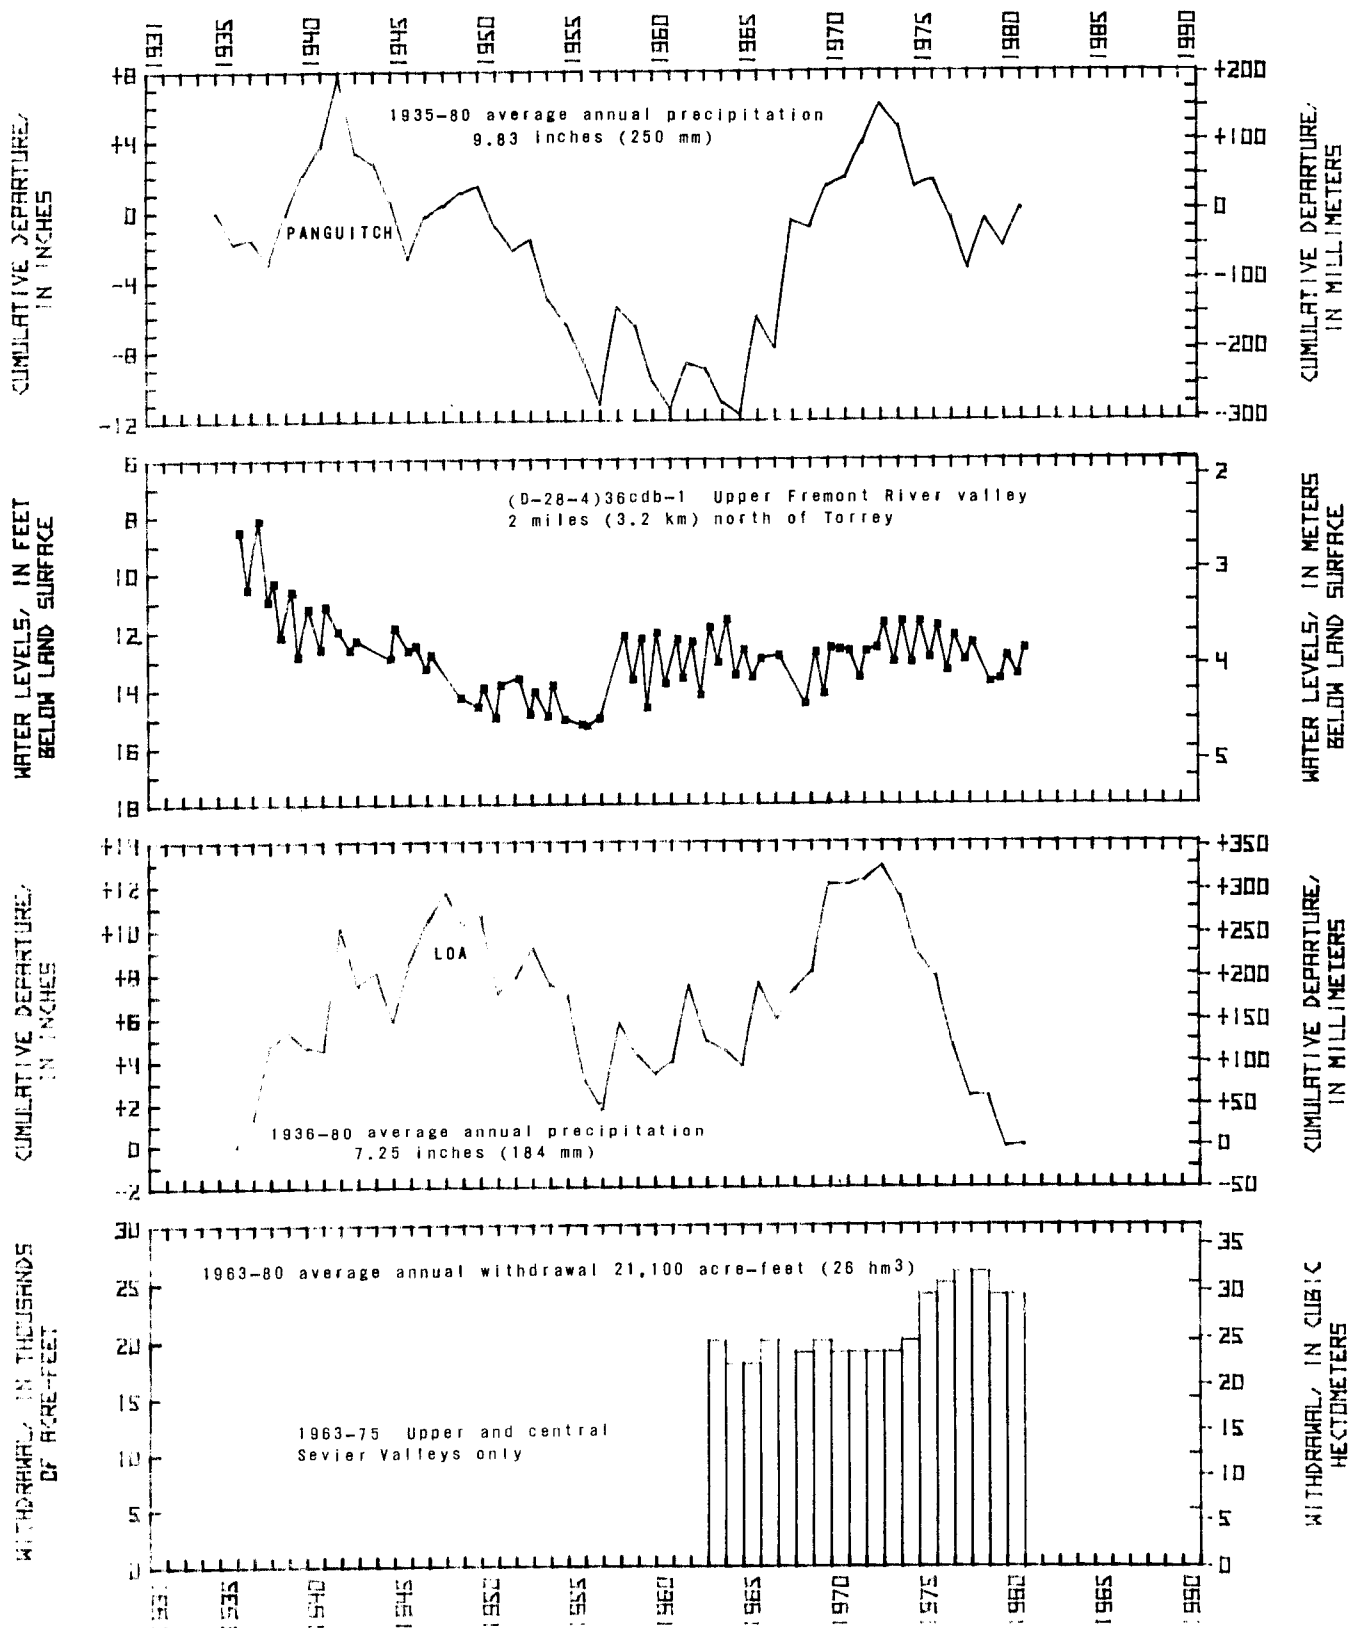 1931 1935 1940 1945 1950 1955 1960 1965 1970 1975 1980 1985 1990
CUMULATIVE DEPARTURE,
IN INCHES
+8
+4
0
-4
-8
-12
1935-80 average annual precipitation
9.83 inches (250 mm)
PANGUITCH
+200
+100
0
-100
-200
-300
CUMULATIVE DEPARTURE,
IN MILLIMETERS
WATER LEVELS, IN FEET
BELOW LAND SURFACE
6
8
10
12
14
16
18
(D-28-4)36cdb-1 Upper Fremont River valley
2 miles (3.2 km) north of Torrey
2
3
4
5
WATER LEVELS, IN METERS
BELOW LAND SURFACE
CUMULATIVE DEPARTURE,
IN INCHES
+14
+12
+10
+8
+6
+4
+2
0
-2
LOA
1936-80 average annual precipitation
7.25 inches (184 mm)
+350
+300
+250
+200
+150
+100
+50
0
-50
CUMULATIVE DEPARTURE,
IN MILLIMETERS
WITHDRAWAL, IN THOUSANDS
OF ACRE-FEET
30
25
20
15
10
5
0
1963-80 average annual withdrawal 21,100 acre-feet (26 hm3)
1963-75 Upper and central
Sevier Valleys only
35
30
25
20
15
10
5
0
WITHDRAWAL, IN CUBIC
HECTOMETERS
1931 1935 1940 1945 1950 1955 1960 1965 1970 1975 1980 1985 1990